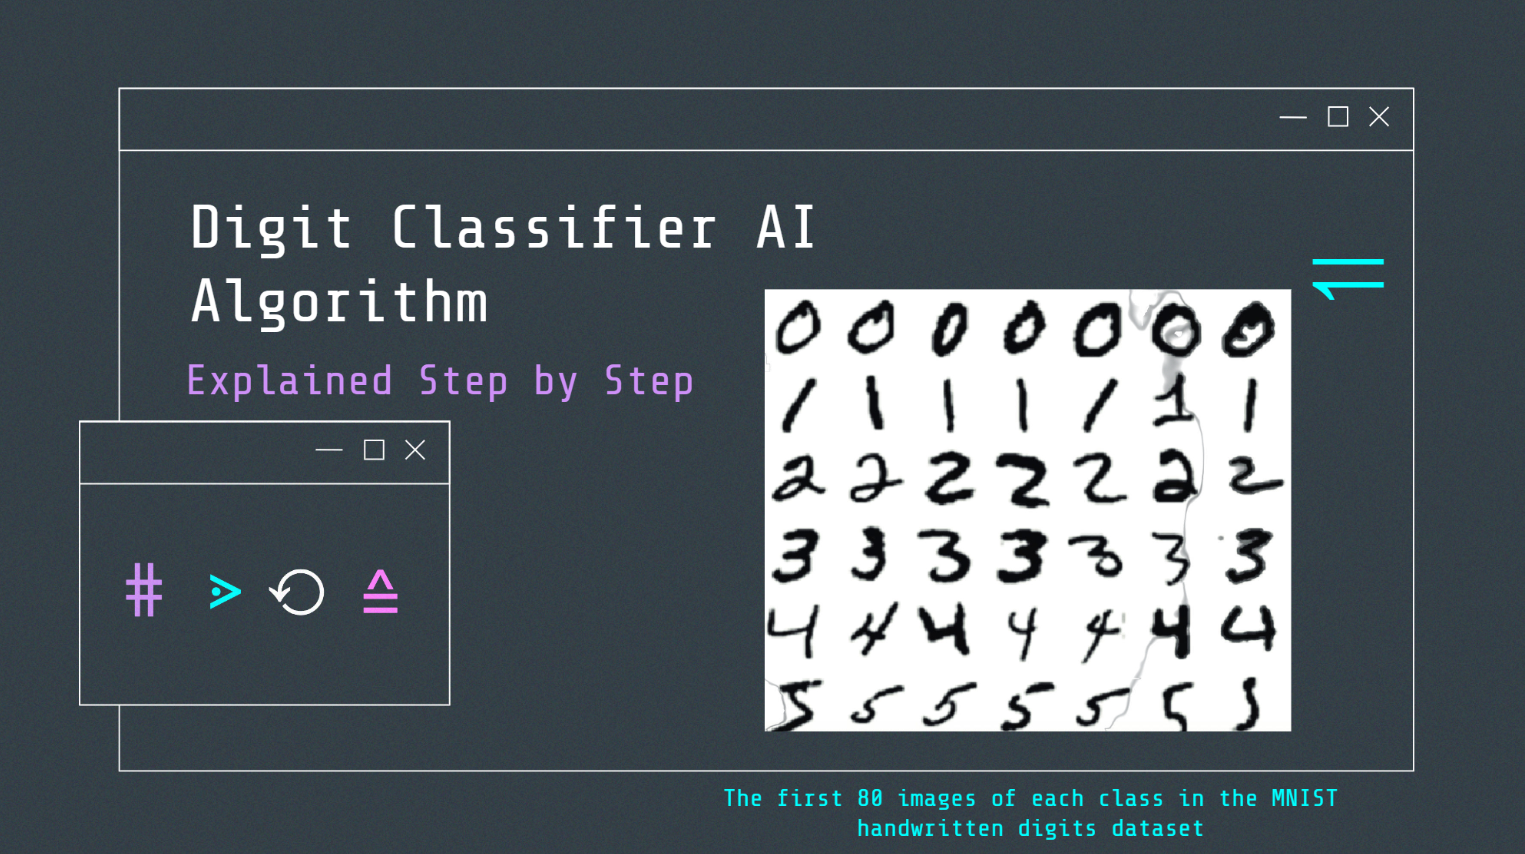 Digit Classifier AI
Algorithm
Explained Step by Step
# ⋗ ⟲ ≙
0 0 0 0 0 0 0
1 1 1 1 1 1 1
2 2 2 2 2 2 2
3 3 3 3 3 3 3
4 4 4 4 4 4 4
5 5 5 5 5 5 5
The first 80 images of each class in the MNIST
handwritten digits dataset